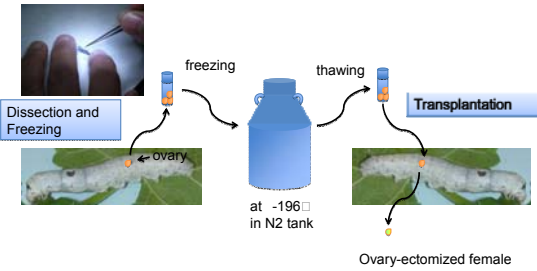 freezing
thawing
Dissection and
Freezing
Transplantation
ovary
at -196□
in N2 tank
Ovary-ectomized female